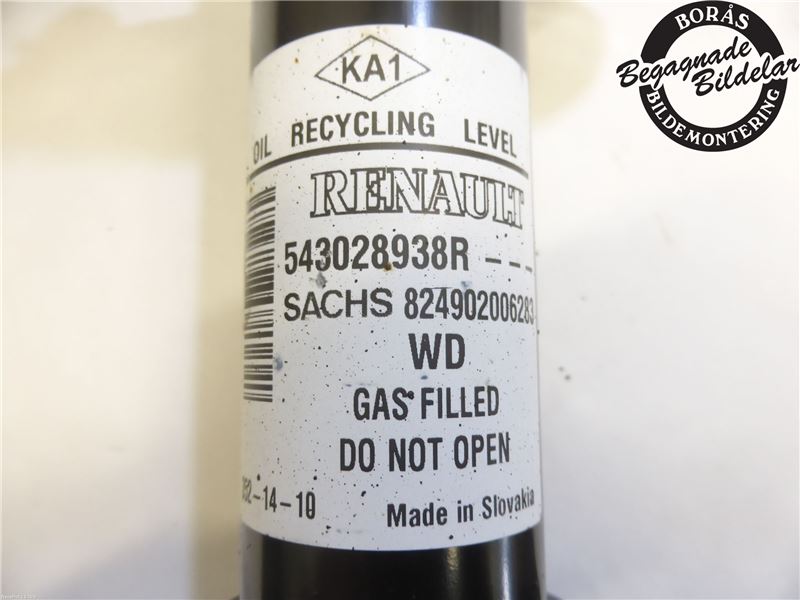 KA1
OIL RECYCLING LEVEL
RENAULT
543028938R ---
SACHS 824902006283
WD
GAS FILLED
DO NOT OPEN
52-14-10
Made in Slovakia
BORÅS
Begagnade
Bildelar
BILDEMONTERING